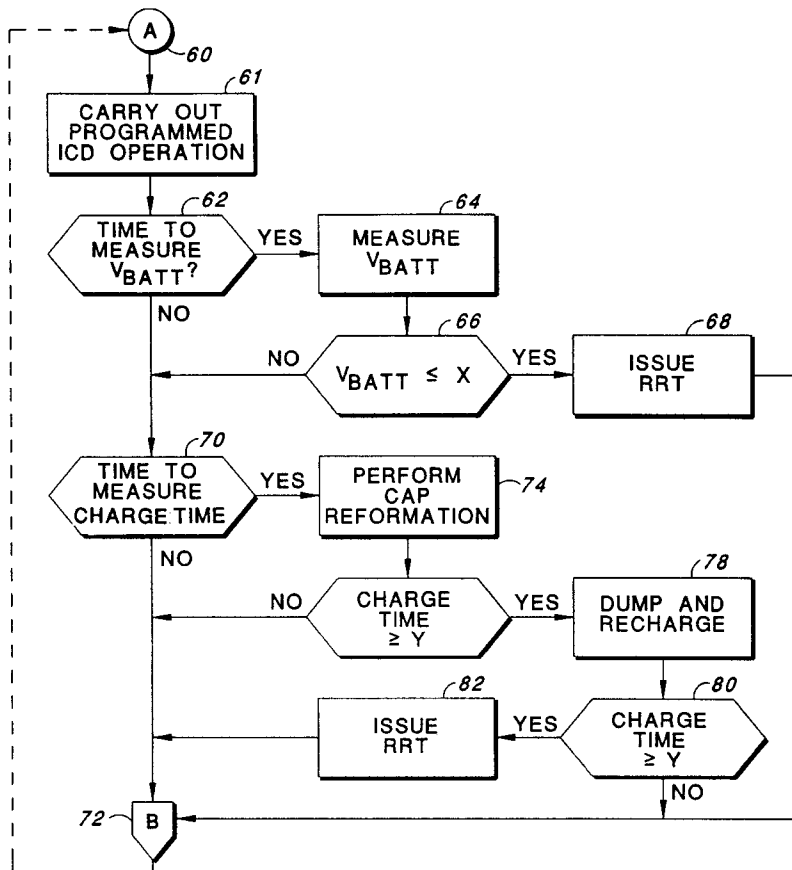 A
60
61
CARRY OUT
PROGRAMMED
ICD OPERATION
62
TIME TO
MEASURE
VBATT?
YES
NO
64
MEASURE
VBATT
66
VBATT ≤ X
NO
YES
68
ISSUE
RRT
70
TIME TO
MEASURE
CHARGE TIME
YES
NO
74
PERFORM
CAP
REFORMATION
CHARGE
TIME
≥ Y
NO
YES
78
DUMP AND
RECHARGE
80
CHARGE
TIME
≥ Y
YES
NO
82
ISSUE
RRT
72
B